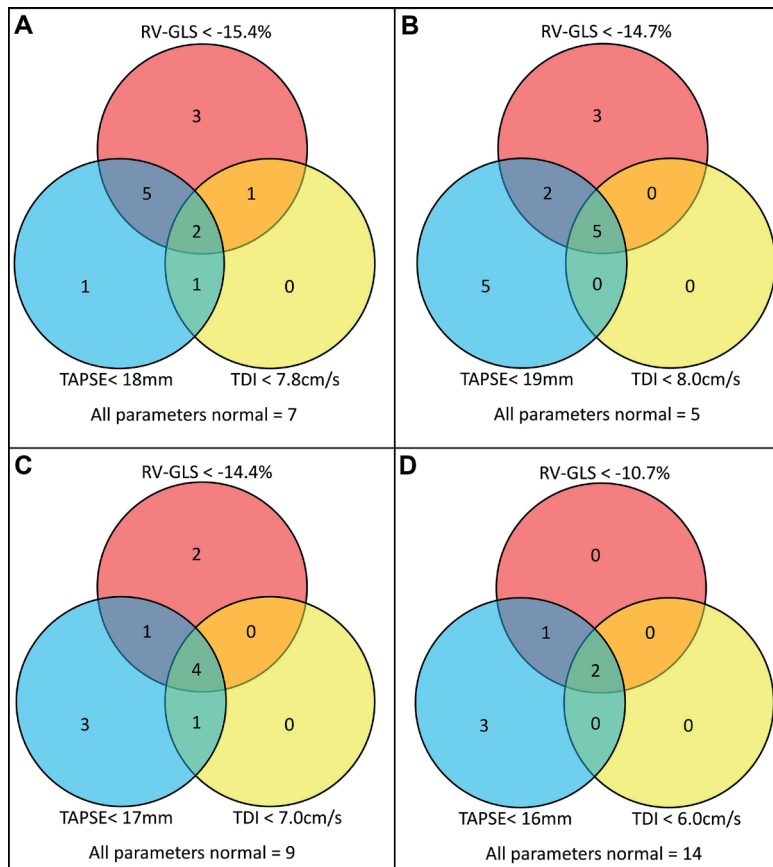 A
RV-GLS < -15.4%
3
5
1
2
1
1
0
TAPSE< 18mm
TDI < 7.8cm/s
All parameters normal = 7
B
RV-GLS < -14.7%
3
2
0
5
5
0
0
TAPSE< 19mm
TDI < 8.0cm/s
All parameters normal = 5
C
RV-GLS < -14.4%
2
1
0
4
3
1
0
TAPSE< 17mm
TDI < 7.0cm/s
All parameters normal = 9
D
RV-GLS < -10.7%
0
1
0
2
3
0
0
TAPSE< 16mm
TDI < 6.0cm/s
All parameters normal = 14